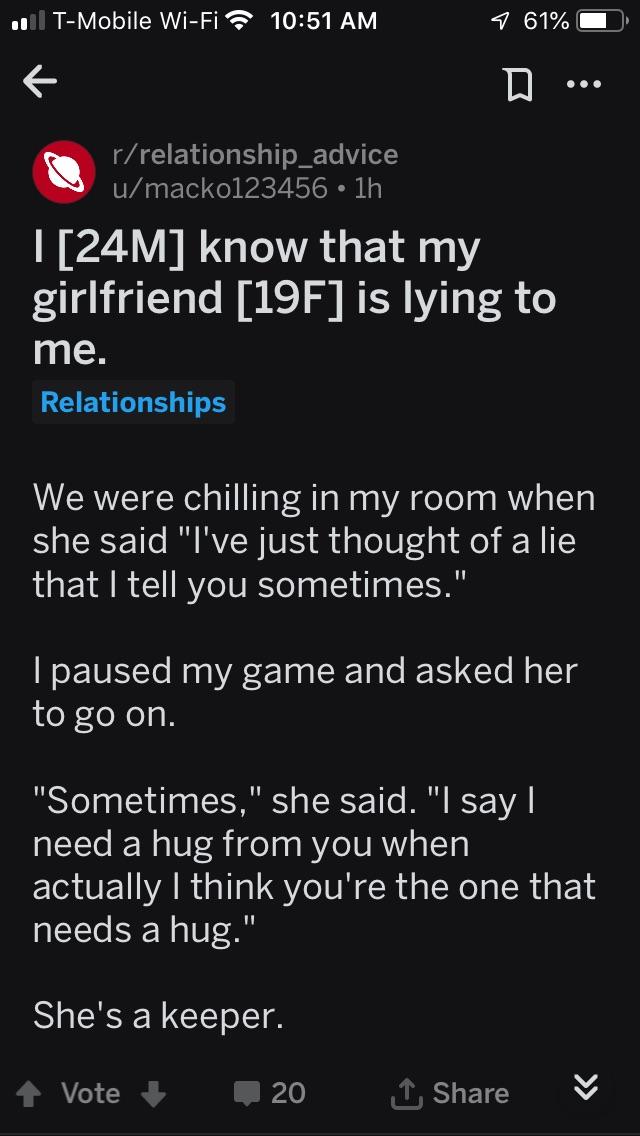 T-Mobile Wi-Fi 10:51 AM 61%
r/relationship_advice
u/macko123456 • 1h
I [24M] know that my
girlfriend [19F] is lying to
me.
Relationships
We were chilling in my room when
she said "I've just thought of a lie
that I tell you sometimes."
I paused my game and asked her
to go on.
"Sometimes," she said. "I say I
need a hug from you when
actually I think you're the one that
needs a hug."
She's a keeper.
Vote 20 Share